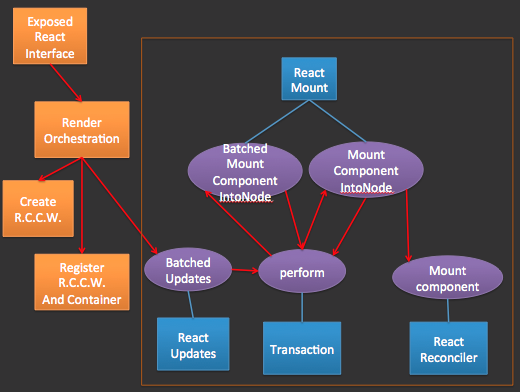 Exposed
React
Interface
Render
Orchestration
Create
R.C.C.W.
Register
R.C.C.W.
And Container
React
Mount
Batched
Mount
Component
IntoNode
Mount
Component
IntoNode
Batched
Updates
perform
Mount
component
React
Updates
Transaction
React
Reconciler